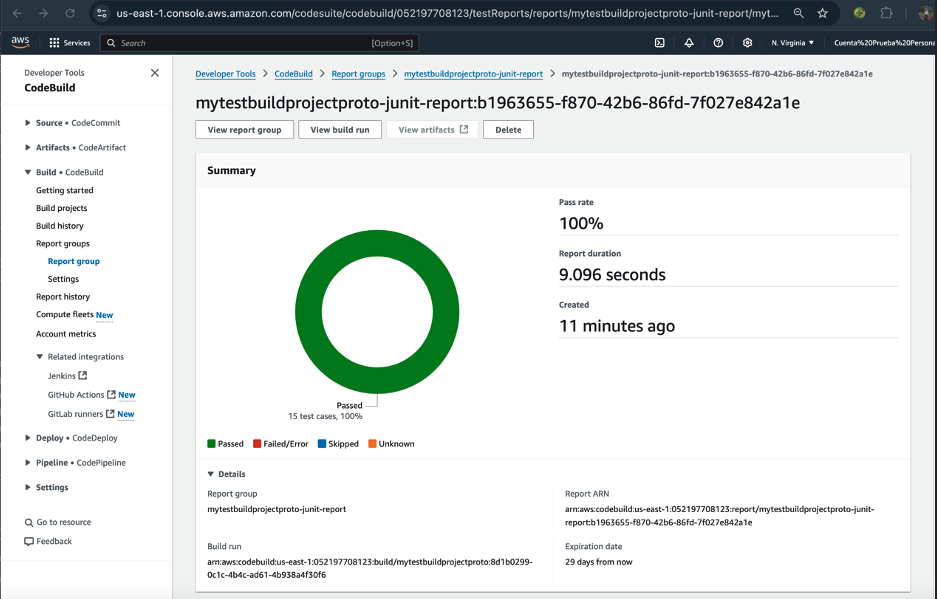 us-east-1.console.aws.amazon.com/codesuite/codebuild/052197708123/testReports/reports/mytestbuildprojectproto-junit-report/myt...
aws
Services
Search
[Option+S]
N. Virginia
Cuenta%20Prueba%20Persona
Developer Tools
CodeBuild
Source • CodeCommit
Artifacts • CodeArtifact
Build • CodeBuild
Getting started
Build projects
Build history
Report groups
Report group
Settings
Report history
Compute fleets New
Account metrics
Related integrations
Jenkins
GitHub Actions New
GitLab runners New
Deploy • CodeDeploy
Pipeline • CodePipeline
Settings
Go to resource
Feedback
Developer Tools > CodeBuild > Report groups > mytestbuildprojectproto-junit-report > mytestbuildprojectproto-junit-report:b1963655-f870-42b6-86fd-7f027e842a1e
mytestbuildprojectproto-junit-report:b1963655-f870-42b6-86fd-7f027e842a1e
View report group
View build run
View artifacts
Delete
Summary
Passed
15 test cases, 100%
Passed
Failed/Error
Skipped
Unknown
Pass rate
100%
Report duration
9.096 seconds
Created
11 minutes ago
Details
Report group
mytestbuildprojectproto-junit-report
Build run
arn:aws:codebuild:us-east-1:052197708123:build/mytestbuildprojectproto:8d1b0299-
0c1c-4b4c-ad61-4b938a4f30f6
Report ARN
arn:aws:codebuild:us-east-1:052197708123:report/mytestbuildprojectproto-junit-
report:b1963655-f870-42b6-86fd-7f027e842a1e
Expiration date
29 days from now